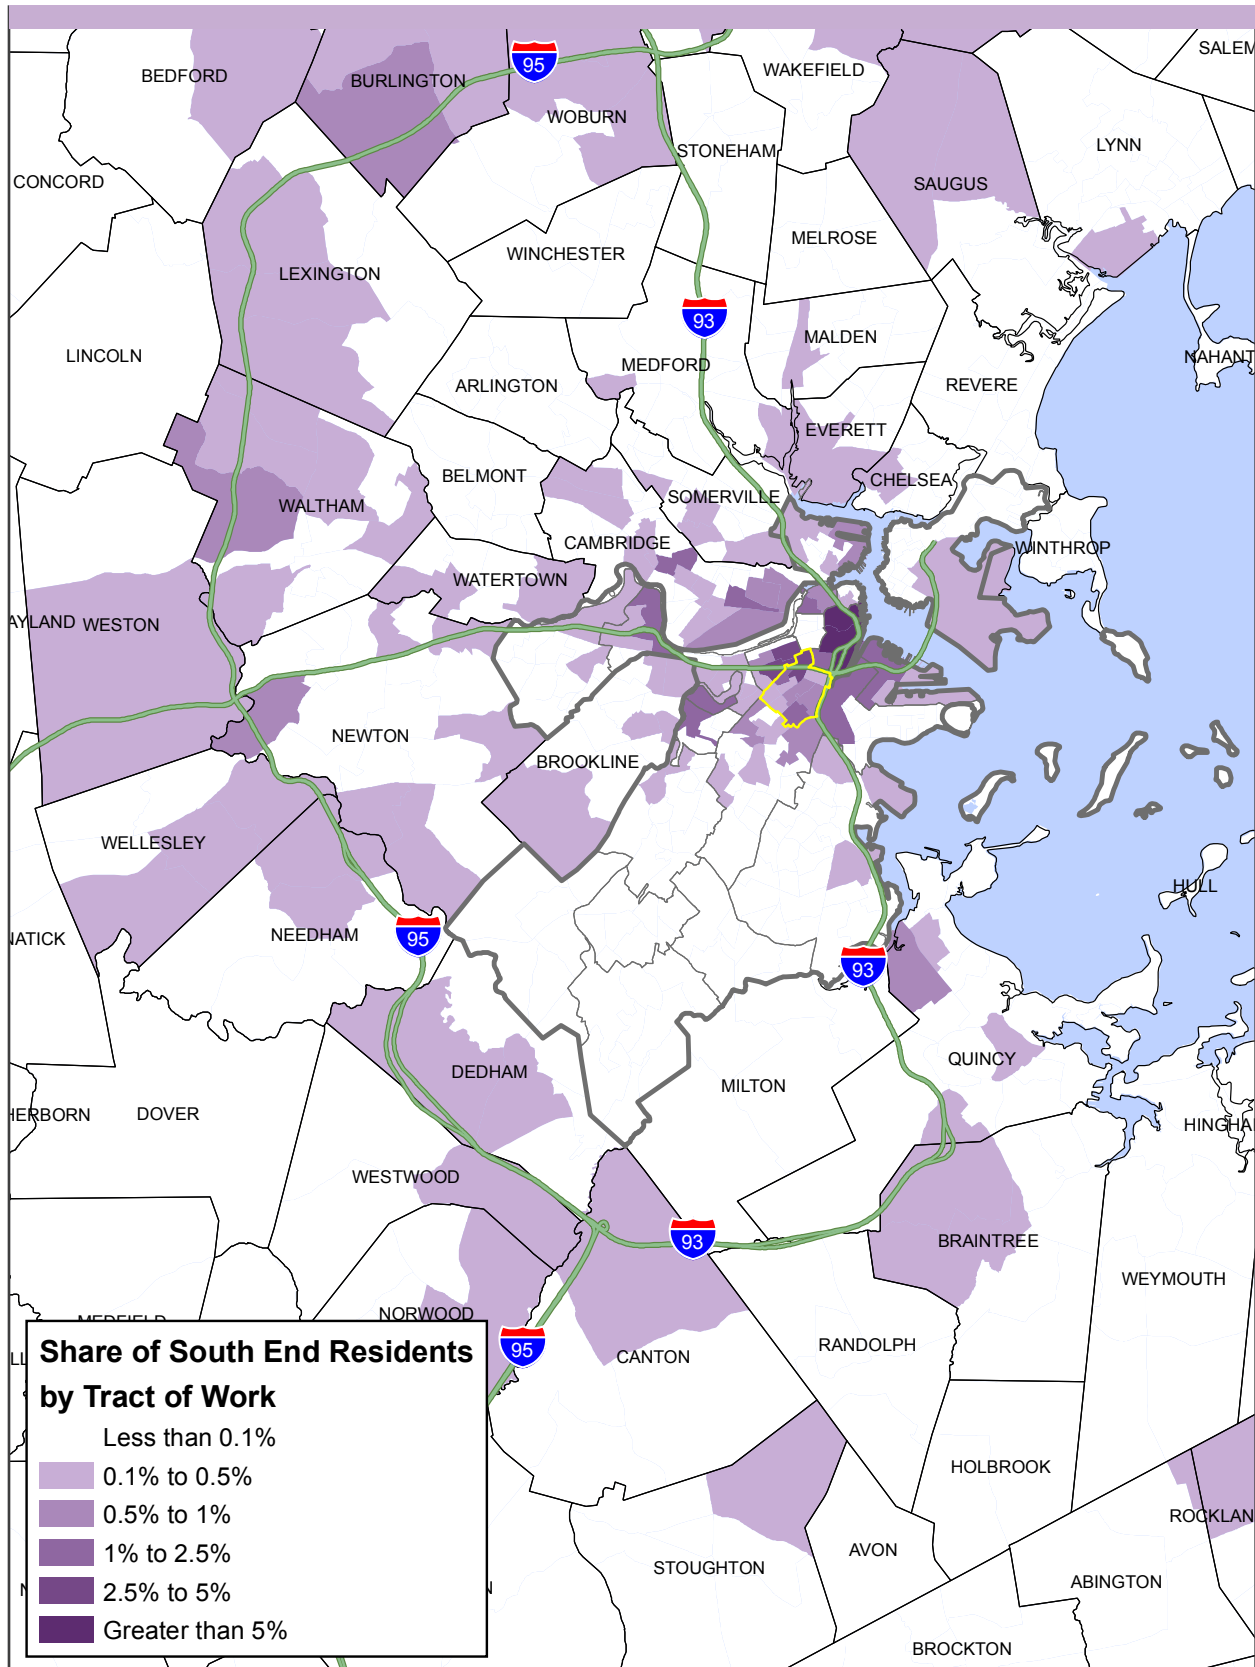 SALEM
BEDFORD
95
WAKEFIELD
BURLINGTON
WOBURN
LYNN
STONEHAM
CONCORD
SAUGUS
MELROSE
WINCHESTER
LEXINGTON
93
MALDEN
LINCOLN
NAHANT
MEDFORD
ARLINGTON
REVERE
EVERETT
BELMONT
CHELSEA
SOMERVILLE
WALTHAM
CAMBRIDGE
WINTHROP
WATERTOWN
AYLAND
WESTON
NEWTON
BROOKLINE
WELLESLEY
HULL
NEEDHAM
95
NATICK
93
QUINCY
DEDHAM
MILTON
HERBORN
DOVER
HINGHA
WESTWOOD
93
BRAINTREE
WEYMOUTH
NORWOOD
MEDFIELD
95
RANDOLPH
CANTON
Share of South End Residents
by Tract of Work
Less than 0.1%
0.1% to 0.5%
0.5% to 1%
1% to 2.5%
2.5% to 5%
Greater than 5%
HOLBROOK
ROCKLAN
AVON
STOUGHTON
ABINGTON
BROCKTON